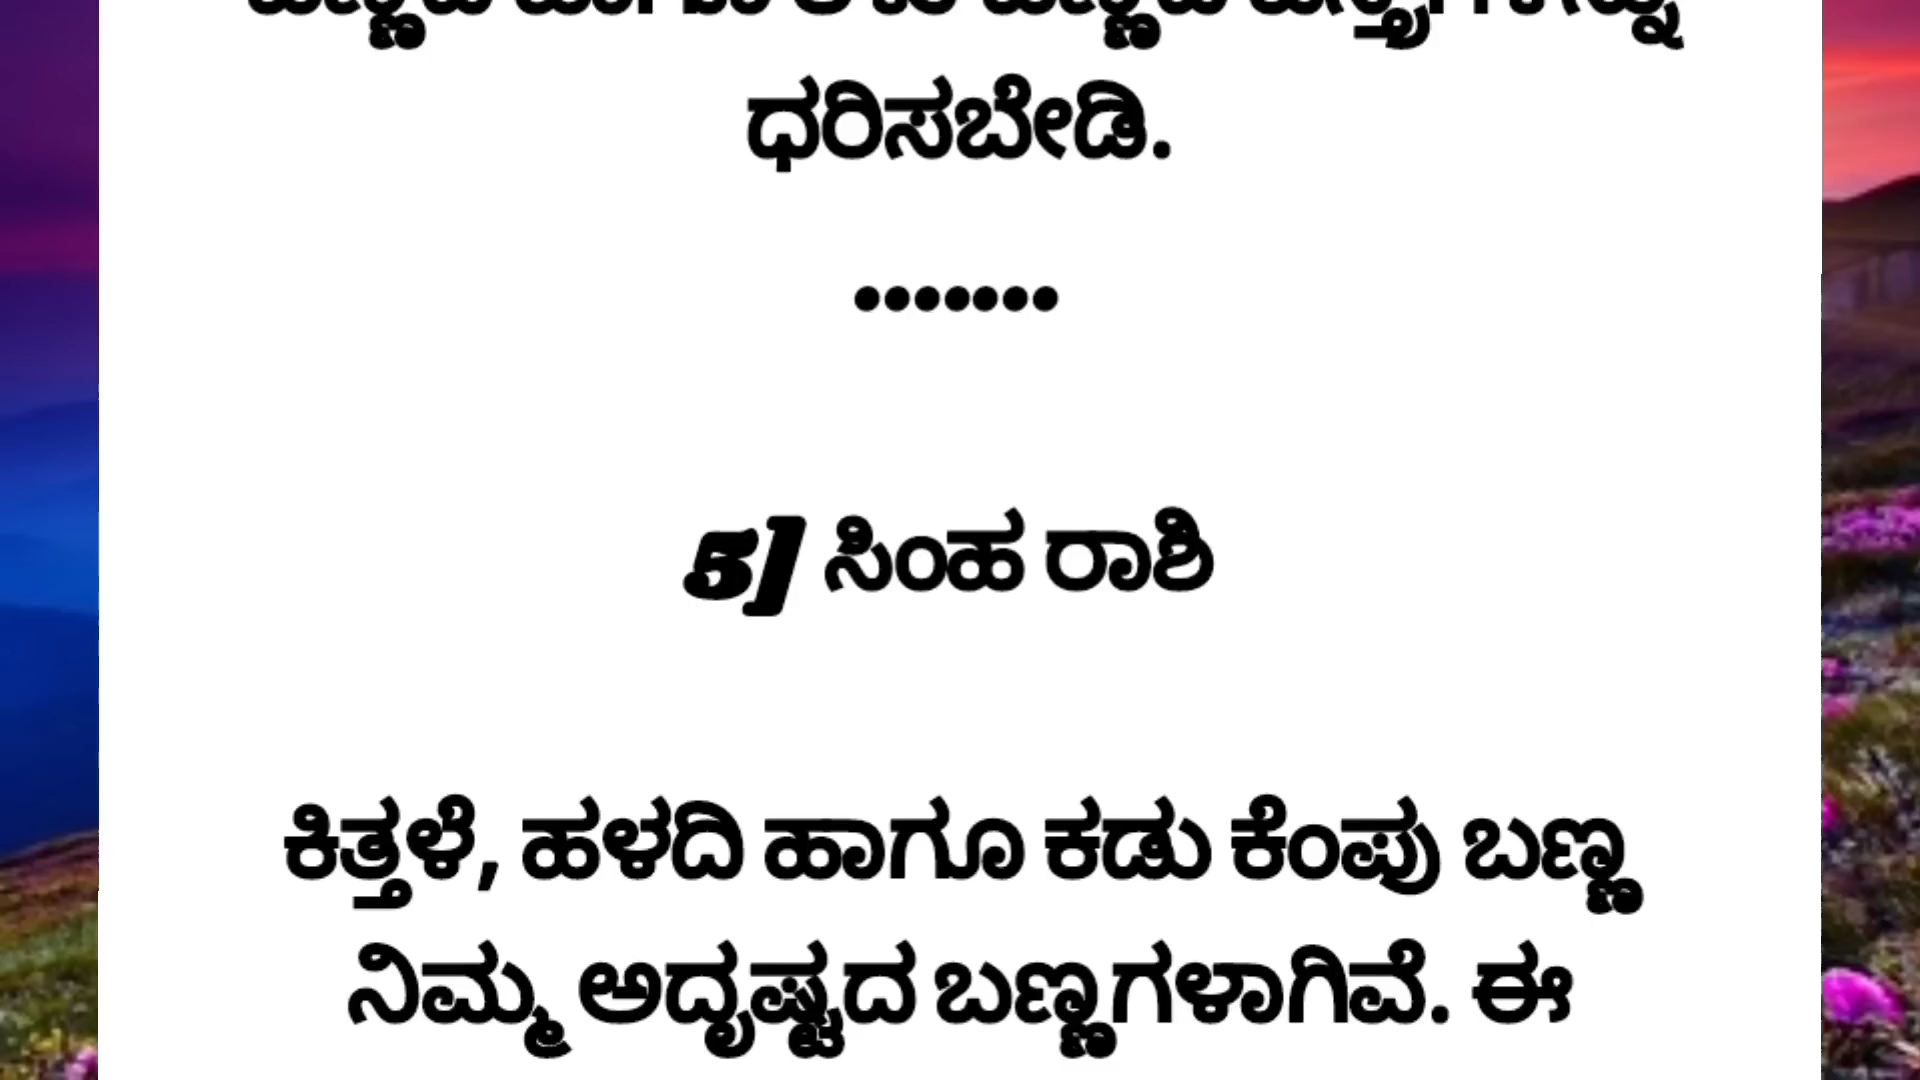 ಧರಿಸಬೇಡಿ.
•••••••
5] ಸಿಂಹ ರಾಶಿ
ಕಿತ್ತಳೆ, ಹಳದಿ ಹಾಗೂ ಕಡು ಕೆಂಪು ಬಣ್ಣ
ನಿಮ್ಮ ಅದೃಷ್ಟದ ಬಣ್ಣಗಳಾಗಿವೆ. ಈ